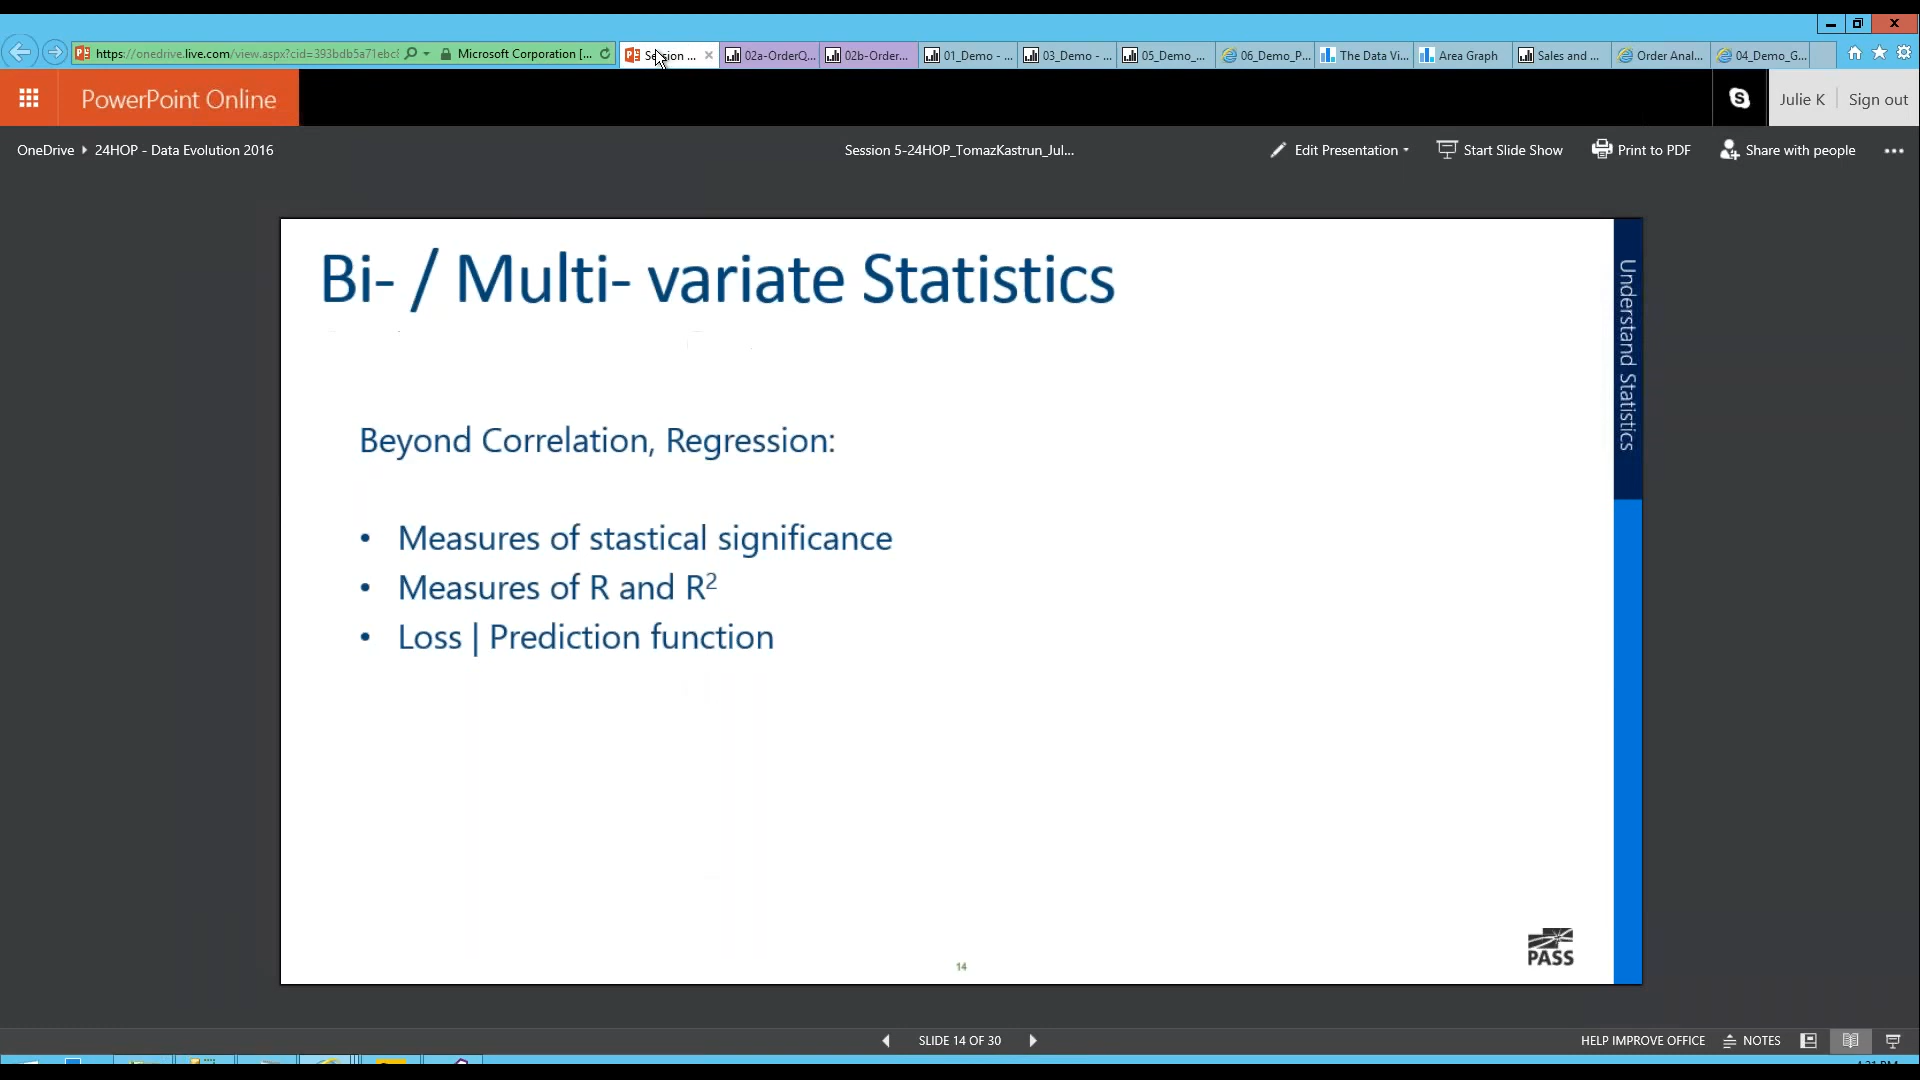 https://onedrive.live.com/view.aspx?cid=393bdb5a71ebc
Microsoft Corporation [...
Session ...
02a-OrderQ...
02b-Order...
01_Demo - ...
03_Demo - ...
05_Demo_...
06_Demo_P...
The Data Vi...
Area Graph
Sales and ...
Order Anal...
04_Demo_G...
PowerPoint Online
Julie K
Sign out
OneDrive
24HOP - Data Evolution 2016
Session 5-24HOP_TomazKastrun_Jul...
Edit Presentation
Start Slide Show
Print to PDF
Share with people
Bi- / Multi- variate Statistics
Understand Statistics
Beyond Correlation, Regression:
• Measures of stastical significance
• Measures of R and R²
• Loss | Prediction function
PASS
14
SLIDE 14 OF 30
HELP IMPROVE OFFICE
NOTES